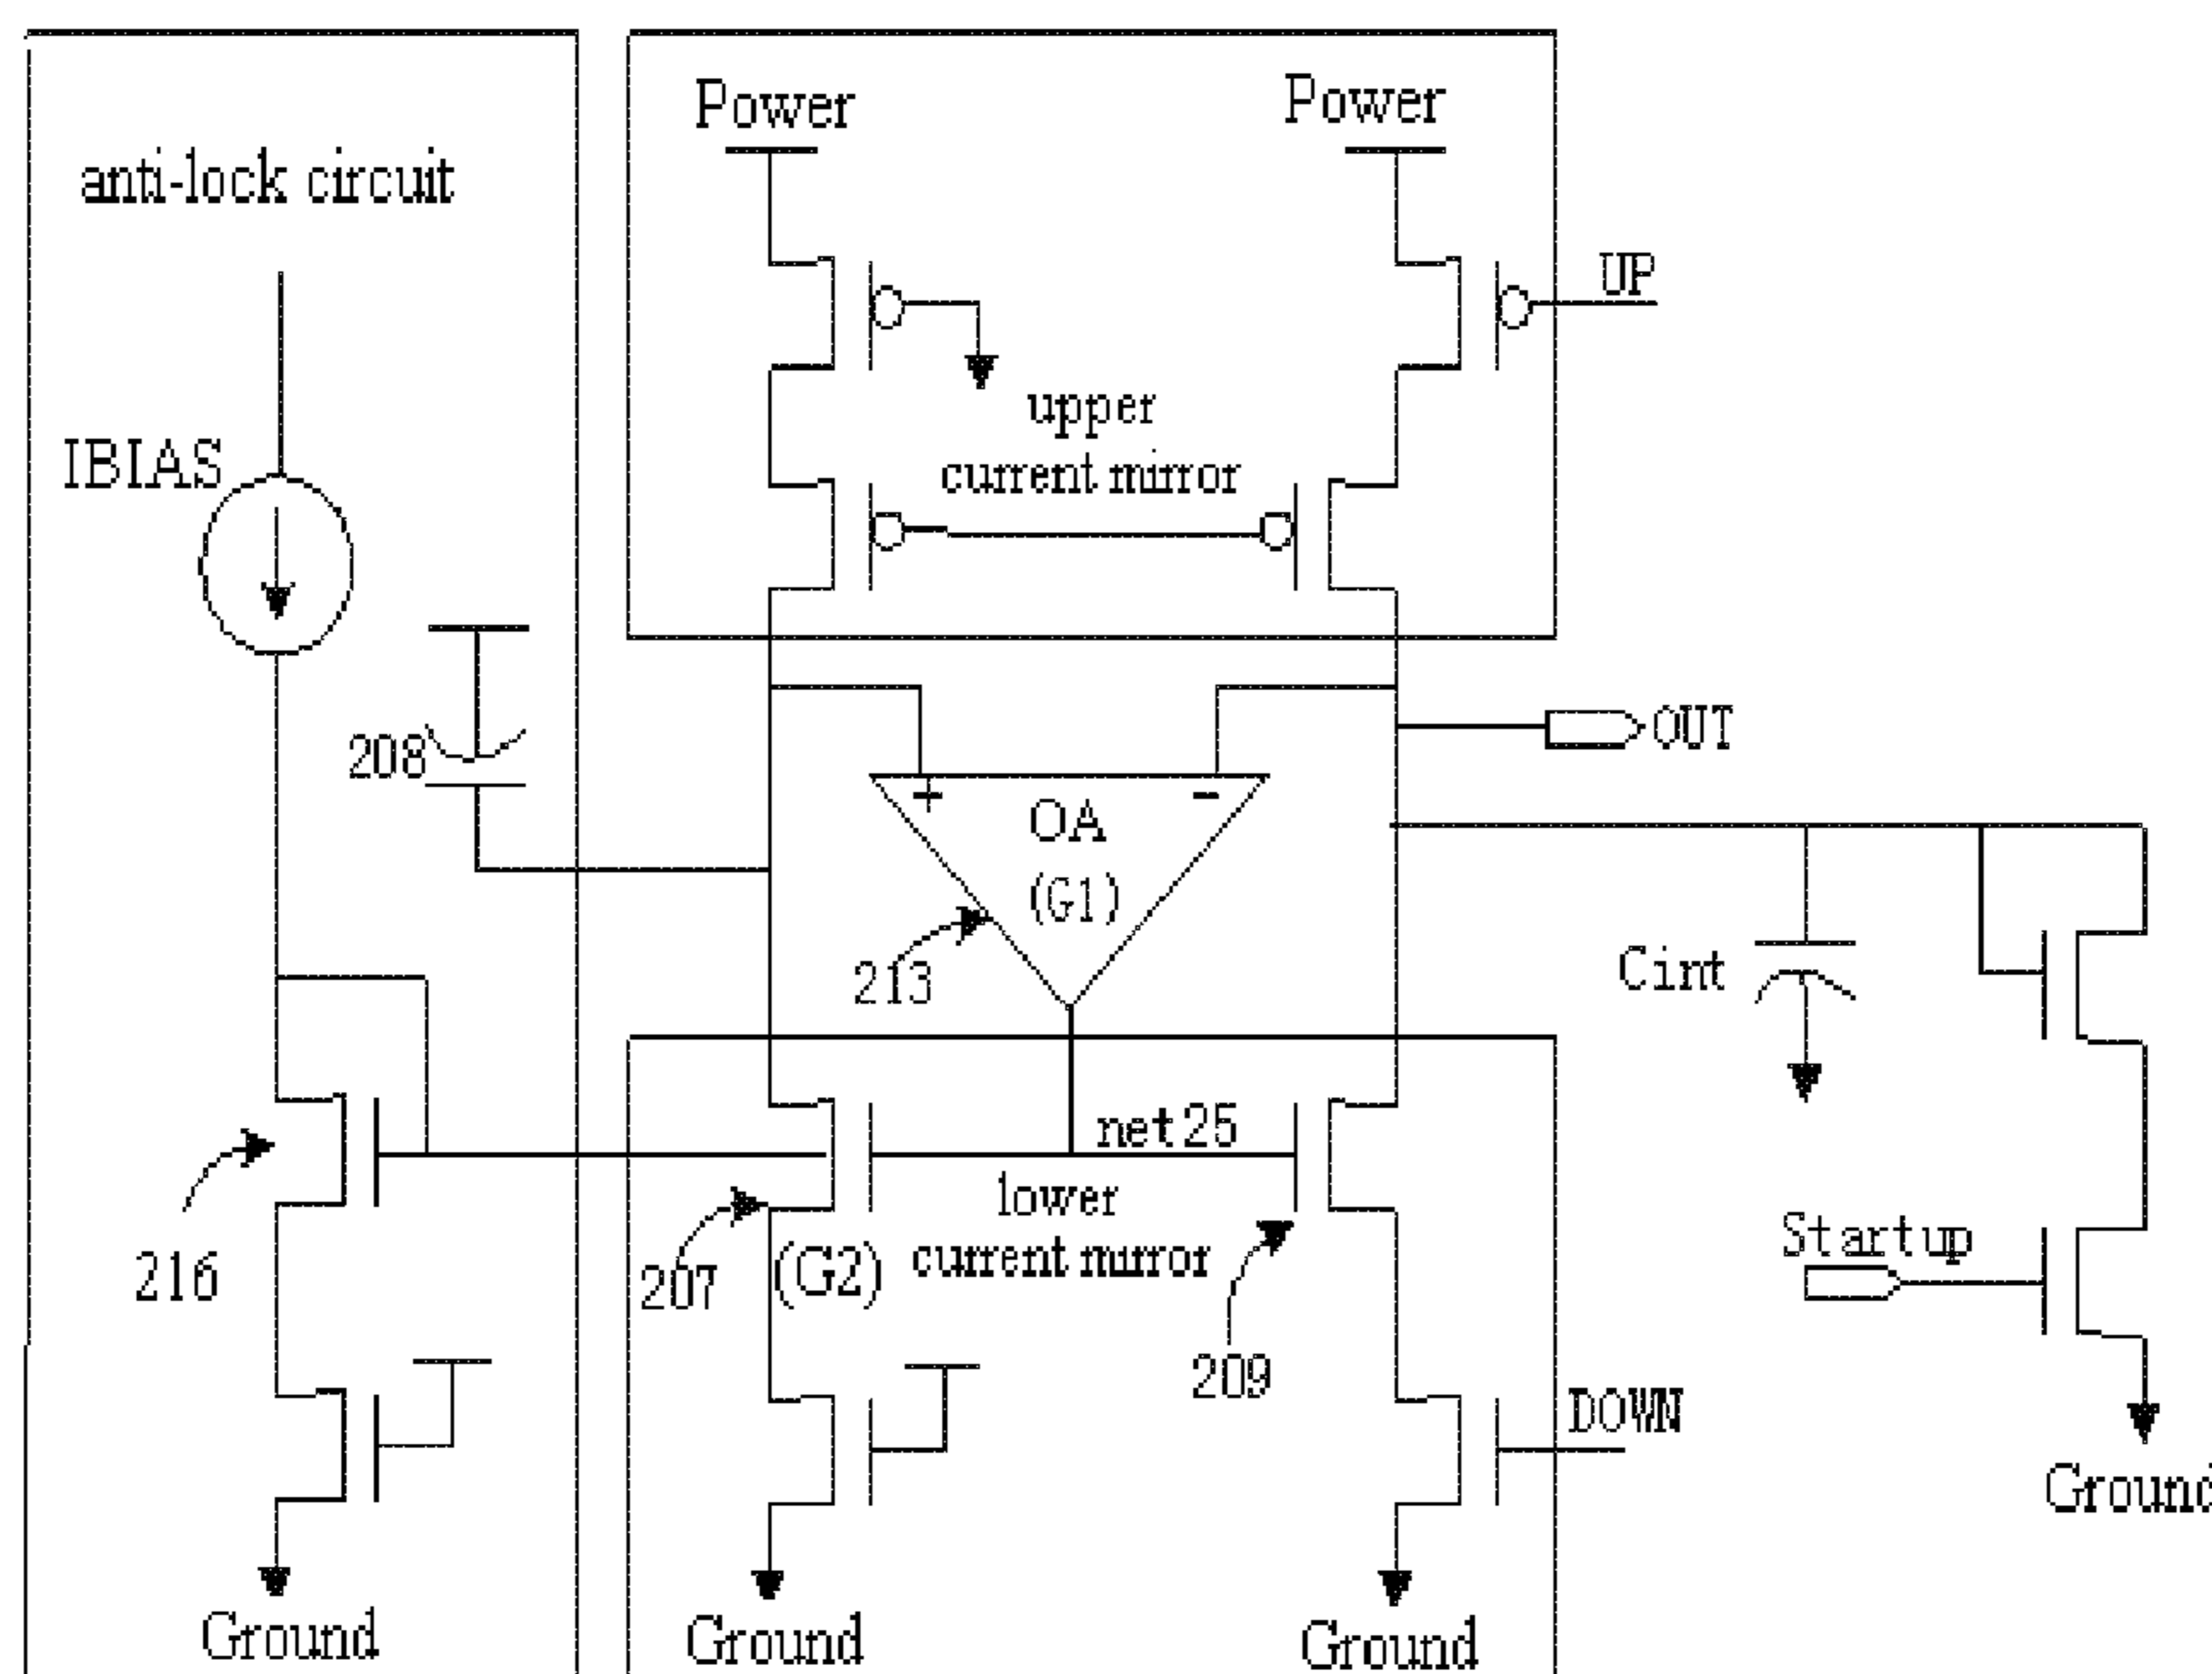 Power
Power
anti-lock circuit
UP
upper
current mirror
IBIAS
208
OUT
+
-
OA
(G1)
213
Cint
net25
lower
current mirror
216
207
(G2)
209
Startup
DOWN
Ground
Ground
Ground
Ground